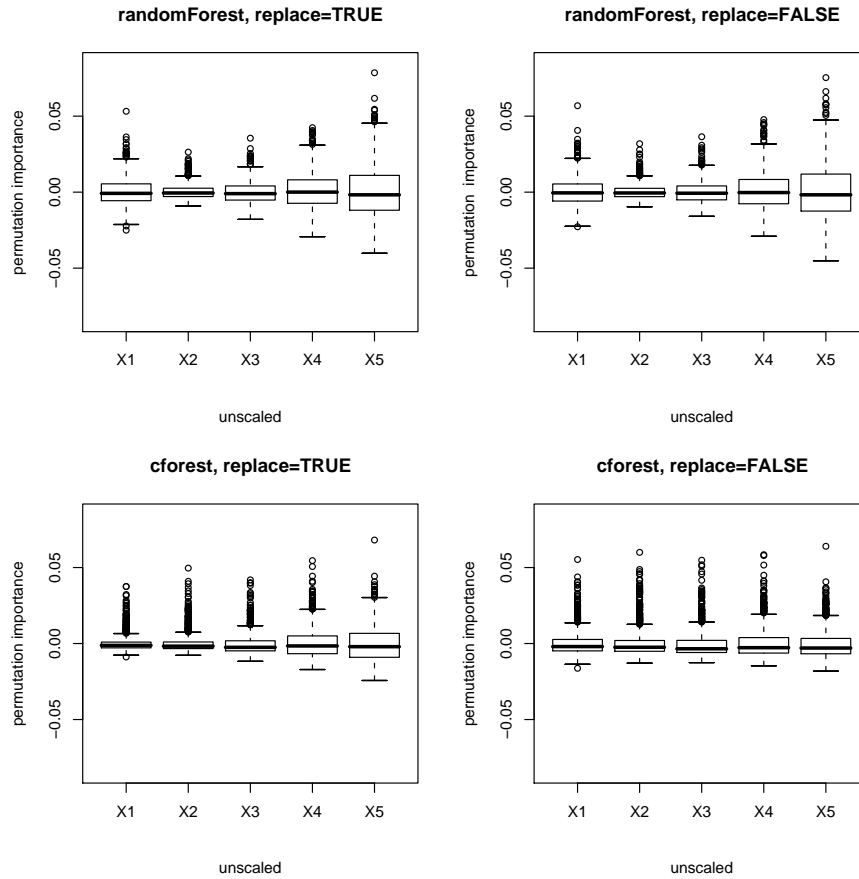 randomForest, replace=TRUE
permutation importance
0.05
0.00
−0.05
X1 X2 X3 X4 X5
unscaled
randomForest, replace=FALSE
permutation importance
0.05
0.00
−0.05
X1 X2 X3 X4 X5
unscaled
cforest, replace=TRUE
permutation importance
0.05
0.00
−0.05
X1 X2 X3 X4 X5
unscaled
cforest, replace=FALSE
permutation importance
0.05
0.00
−0.05
X1 X2 X3 X4 X5
unscaled